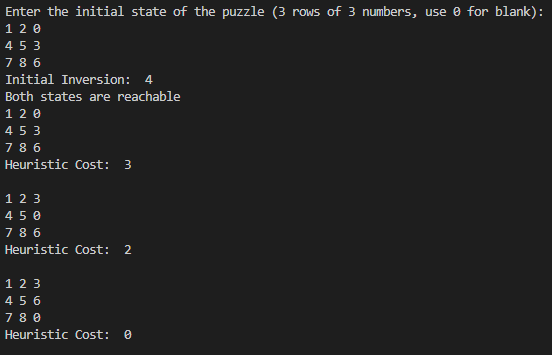 Enter the initial state of the puzzle (3 rows of 3 numbers, use 0 for blank):
1 2 0
4 5 3
7 8 6
Initial Inversion:  4
Both states are reachable
1 2 0
4 5 3
7 8 6
Heuristic Cost:  3

1 2 3
4 5 0
7 8 6
Heuristic Cost:  2

1 2 3
4 5 6
7 8 0
Heuristic Cost:  0